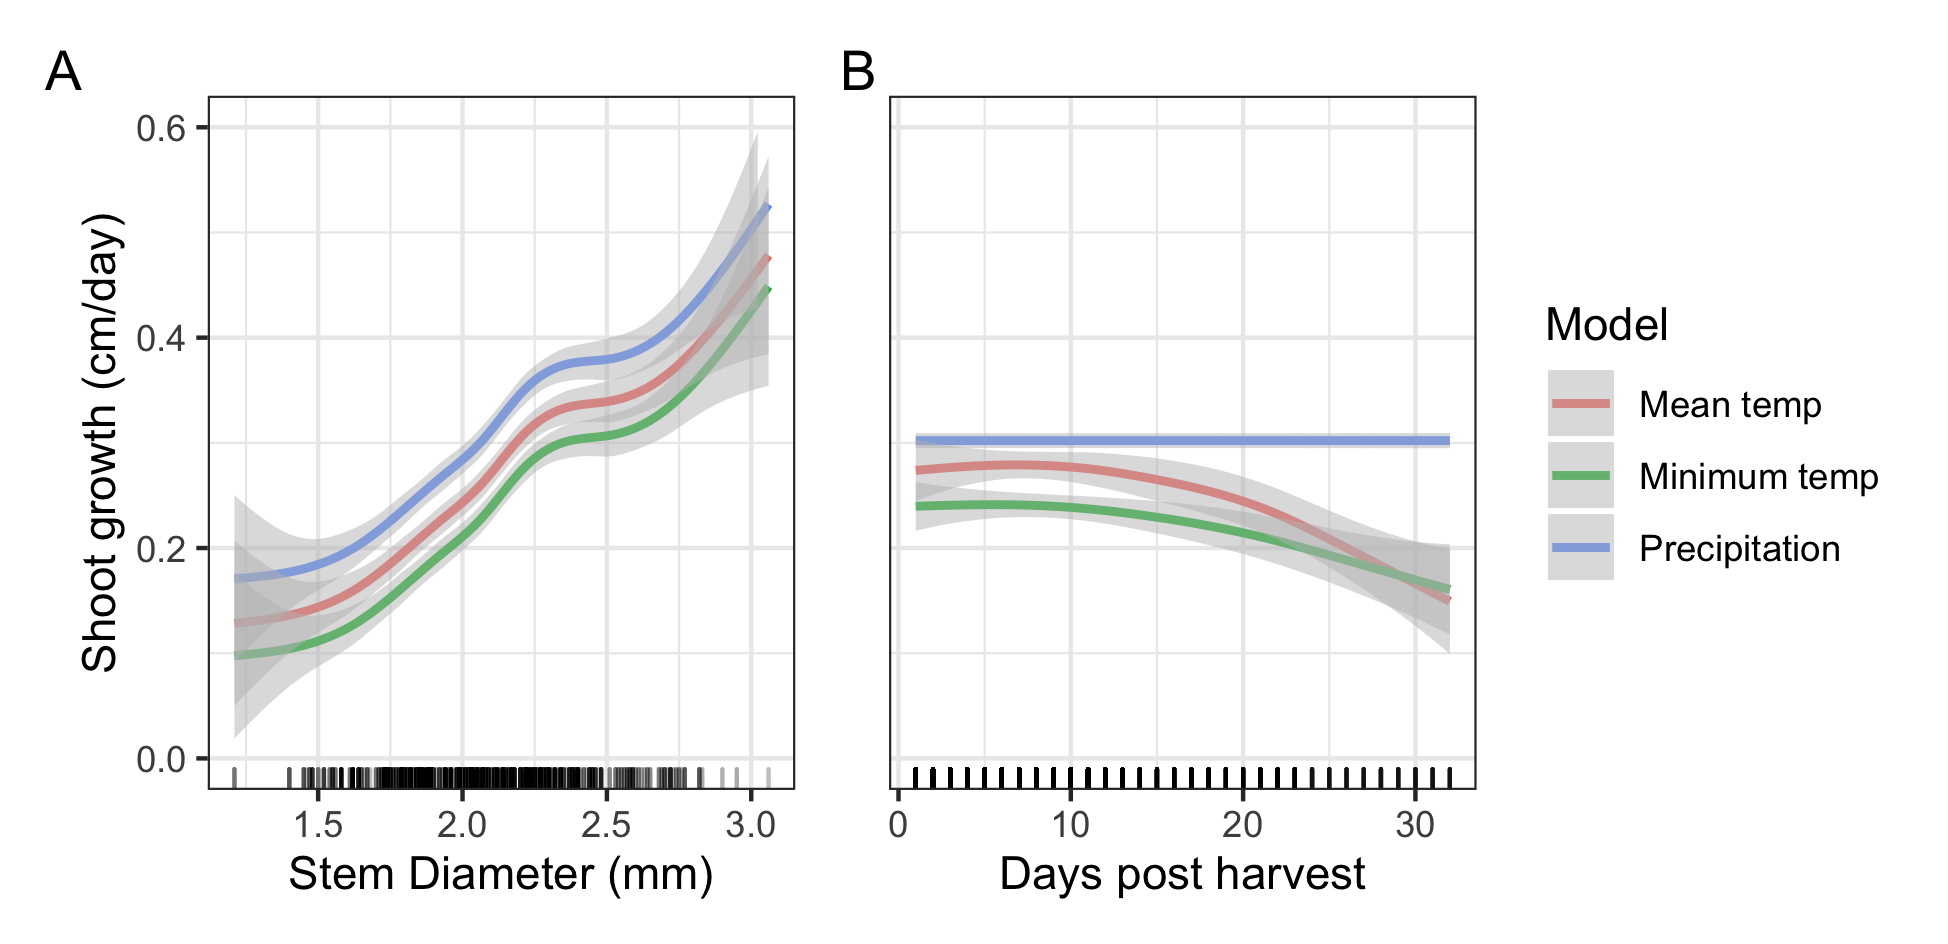 A
B
Shoot growth (cm/day)
0.6
0.4
0.2
0.0
1.5 2.0 2.5 3.0
Stem Diameter (mm)
0 10 20 30
Days post harvest
Model
Mean temp
Minimum temp
Precipitation